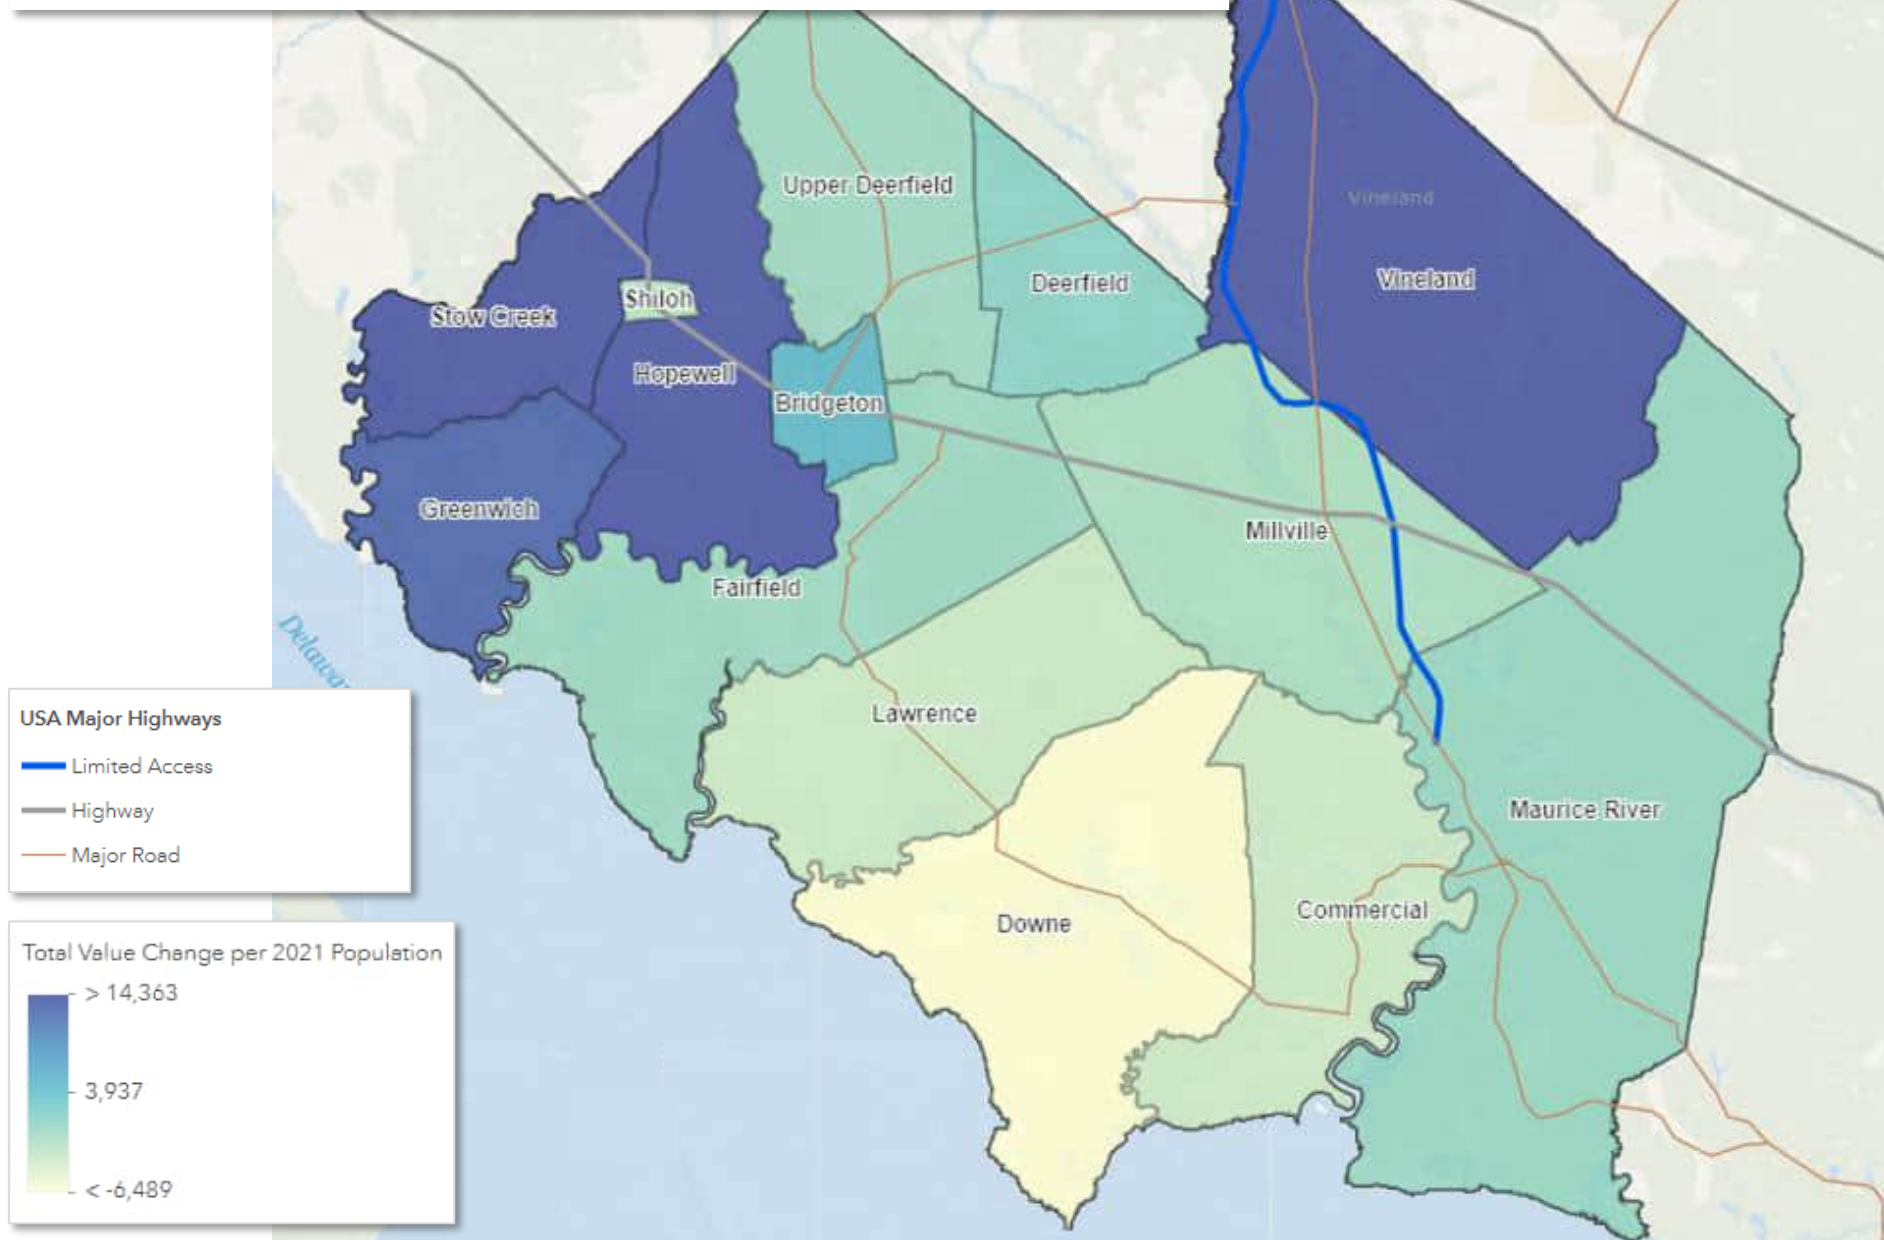 Upper Deerfield
Vineland
Deerfield
Vineland
Shiloh
Stow Creek
Hopewell
Bridgeton
Greenwich
Millville
Fairfield
Lawrence
Maurice River
Commercial
Downe
USA Major Highways
Limited Access
Highway
Major Road
Total Value Change per 2021 Population
> 14,363
3,937
< -6,489